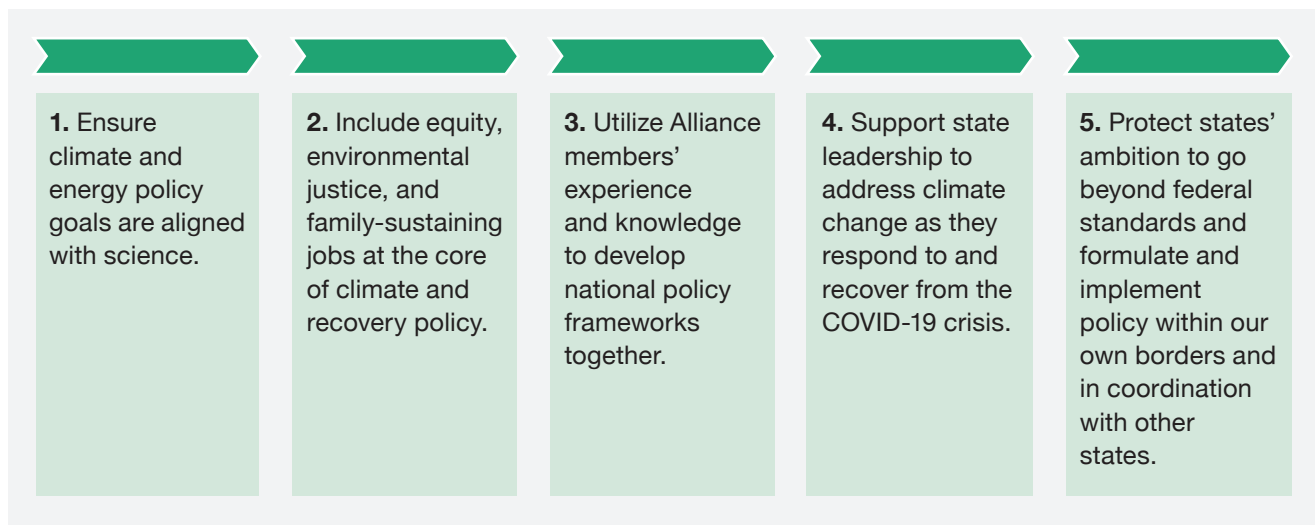 1. Ensure
climate and
energy policy
goals are aligned
with science.
2. Include equity,
environmental
justice, and
family-sustaining
jobs at the core
of climate and
recovery policy.
3. Utilize Alliance
members’
experience
and knowledge
to develop
national policy
frameworks
together.
4. Support state
leadership to
address climate
change as they
respond to and
recover from the
COVID-19 crisis.
5. Protect states’
ambition to go
beyond federal
standards and
formulate and
implement
policy within our
own borders and
in coordination
with other
states.